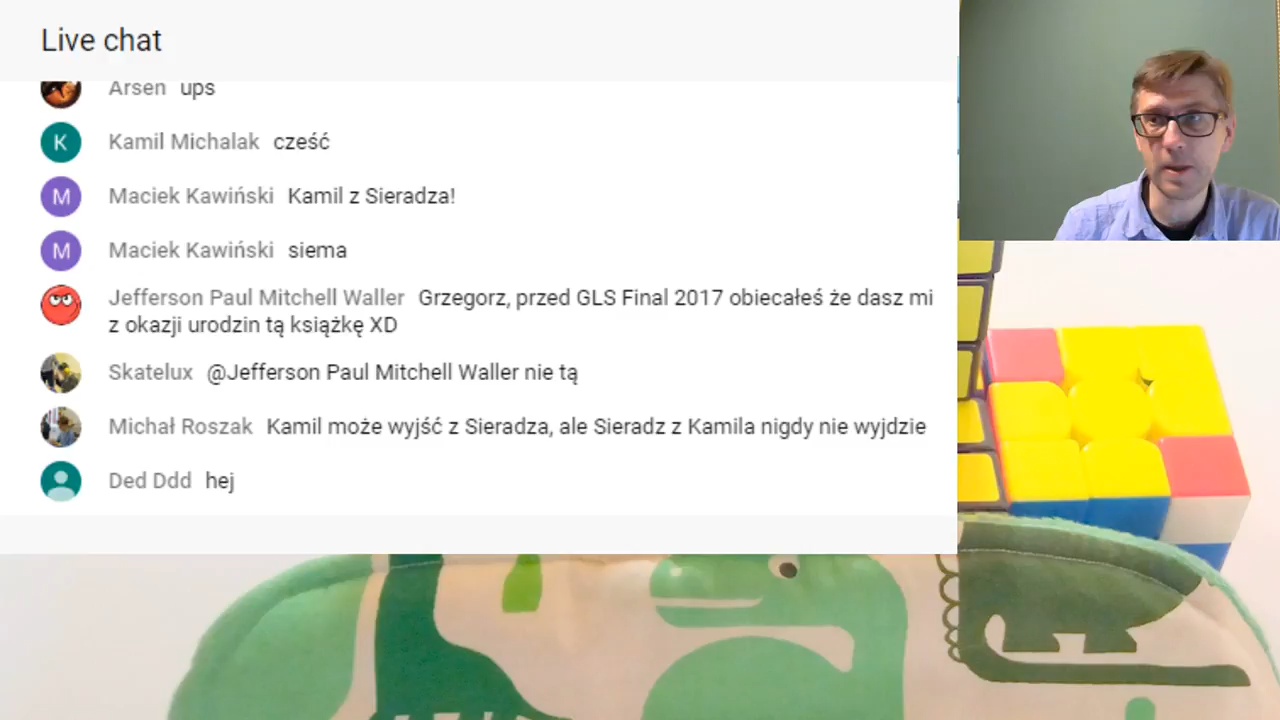 Live chat
Arsen ups
K Kamil Michalak cześć
M Maciek Kawiński Kamil z Sieradza!
M Maciek Kawiński siema
Jefferson Paul Mitchell Waller Grzegorz, przed GLS Final 2017 obiecałeś że dasz mi
z okazji urodzin tą książkę XD
Skatelux @Jefferson Paul Mitchell Waller nie tą
Michał Roszak Kamil może wyjść z Sieradza, ale Sieradz z Kamila nigdy nie wyjdzie
Ded Ddd hej